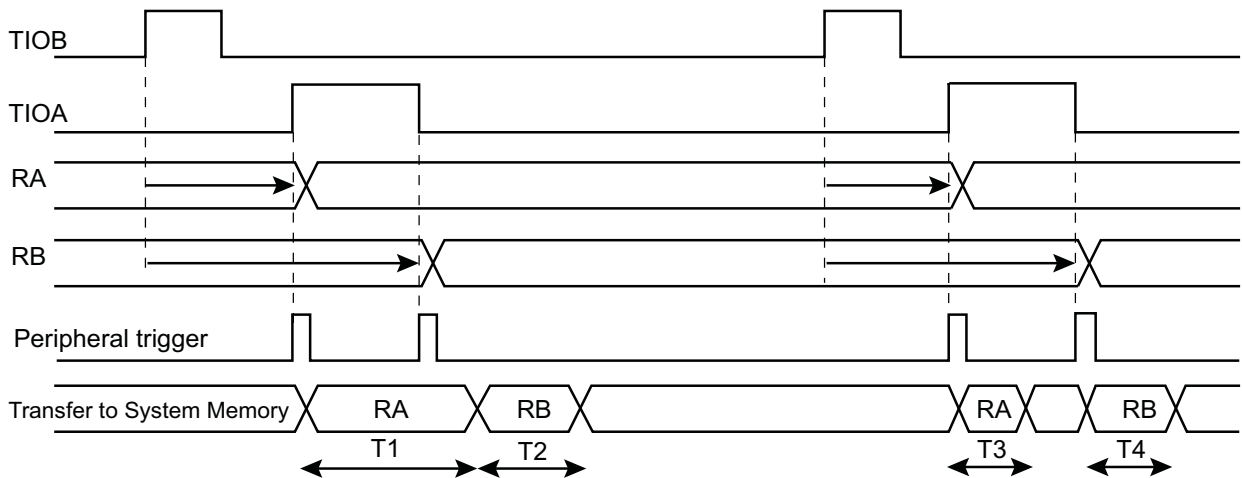 TIOB
TIOA
RA
RB
Peripheral trigger
Transfer to System Memory RA RB RA RB
T1 T2 T3 T4